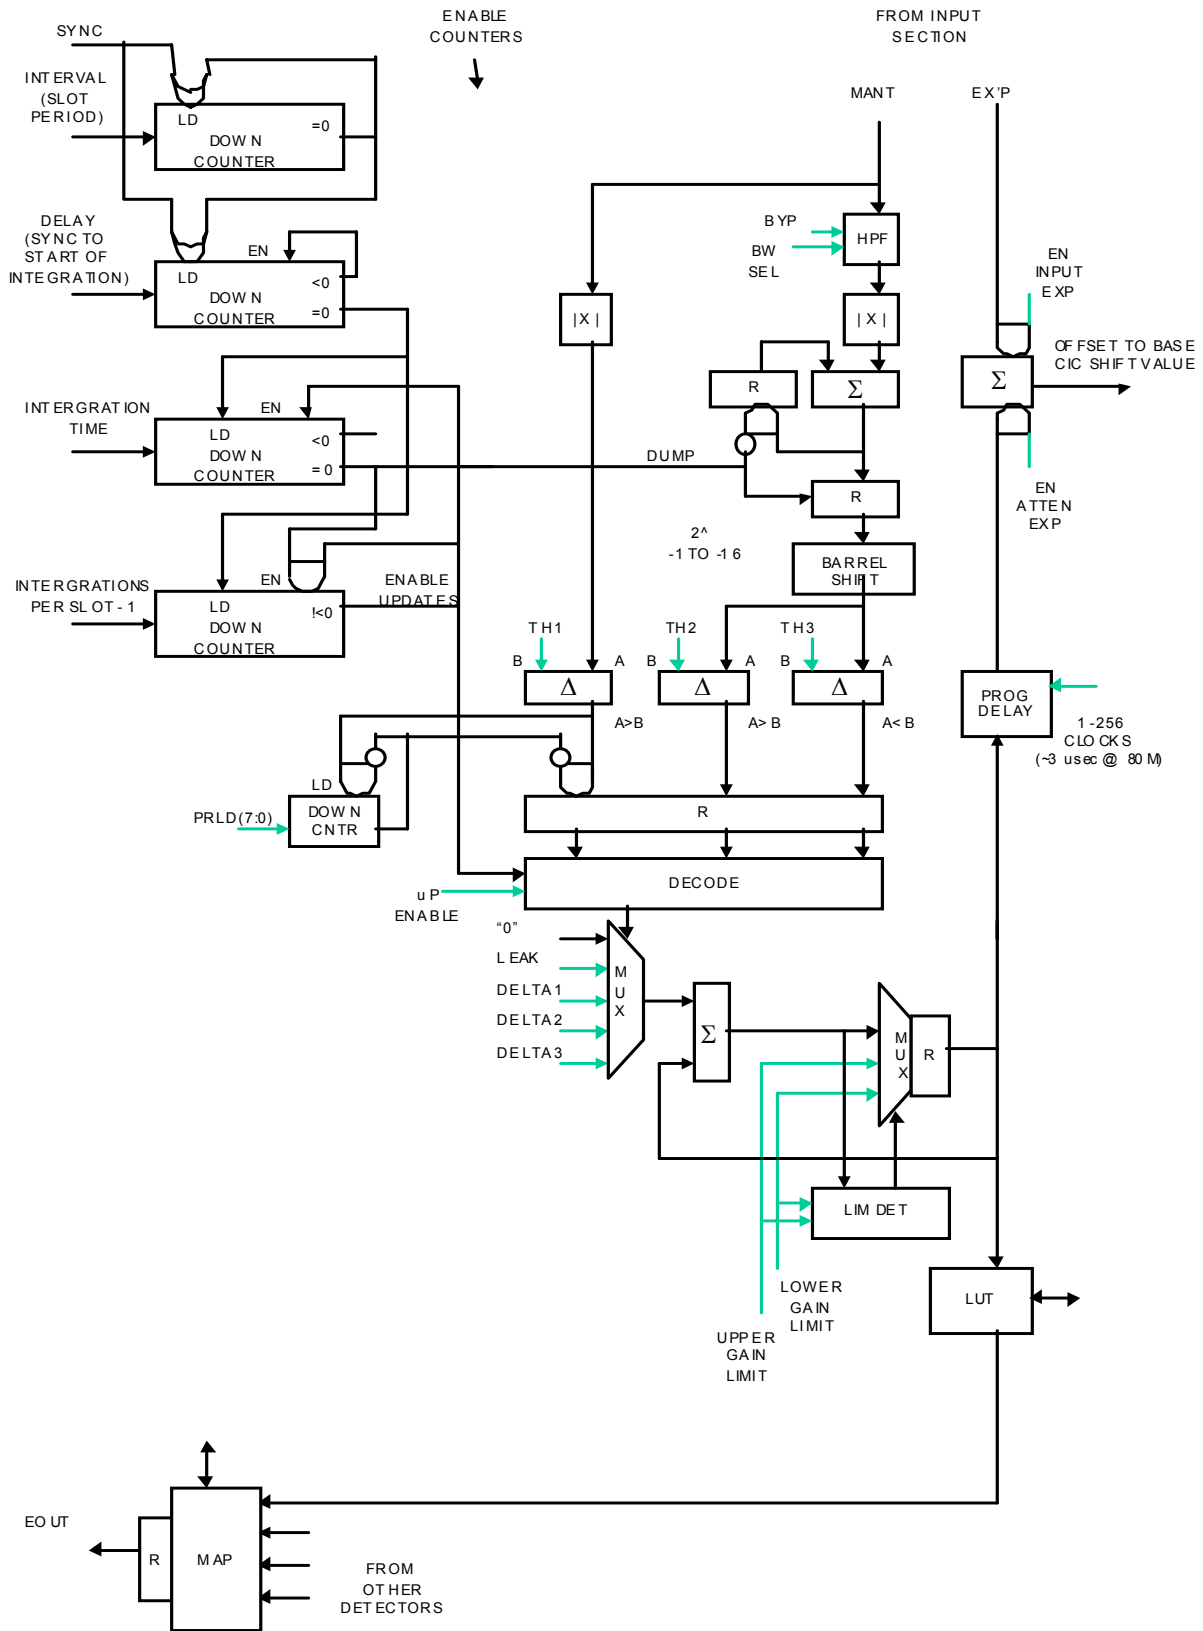 SYNC
ENABLE
COUNTERS
FROM INPUT
SECTION
INTERVAL
(SLOT
PERIOD)
MANT
EX'P
LD
=0
DOWN
COUNTER
DELAY
(SYNC TO
START OF
INTEGRATION)
EN
LD
<0
DOWN
=0
COUNTER
BYP
BW
SEL
HPF
EN
INPUT
EXP
|X|
|X|
OFFSET TO BASE
CIC SHIFT VALUE
R
Σ
Σ
INTERGRATION
TIME
EN
LD
<0
DOWN
=0
COUNTER
DUMP
R
EN
ATTEN
EXP
2^
-1 TO -16
BARREL
SHIFT
INTERGRATIONS
PER SLOT-1
EN
LD
!<0
DOWN
COUNTER
ENABLE
UPDATES
TH1
TH2
TH3
B
A
B
A
B
A
Δ
Δ
Δ
A>B
A>B
A<B
PROG
DELAY
1-256
CLOCKS
(~3 usec @ 80M)
LD
PRLD(7:0)
DOWN
CNTR
R
DECODE
uP
ENABLE
“0”
LEAK
DELTA1
DELTA2
DELTA3
M
UX
Σ
M
U
X
R
LIM DET
LOWER
GAIN
LIMIT
UPPER
GAIN
LIMIT
LUT
EOUT
R
MAP
FROM
OTHER
DETECTORS